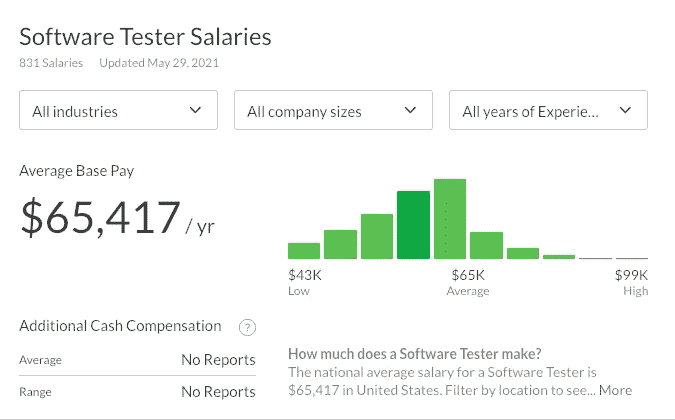 Software Tester Salaries
831 Salaries Updated May 29, 2021
All industries
All company sizes
All years of Experie...
Average Base Pay
$65,417 / yr
$43K
Low
$65K
Average
$99K
High
Additional Cash Compensation ?
Average No Reports
Range No Reports
How much does a Software Tester make?
The national average salary for a Software Tester is
$65,417 in United States. Filter by location to see... More